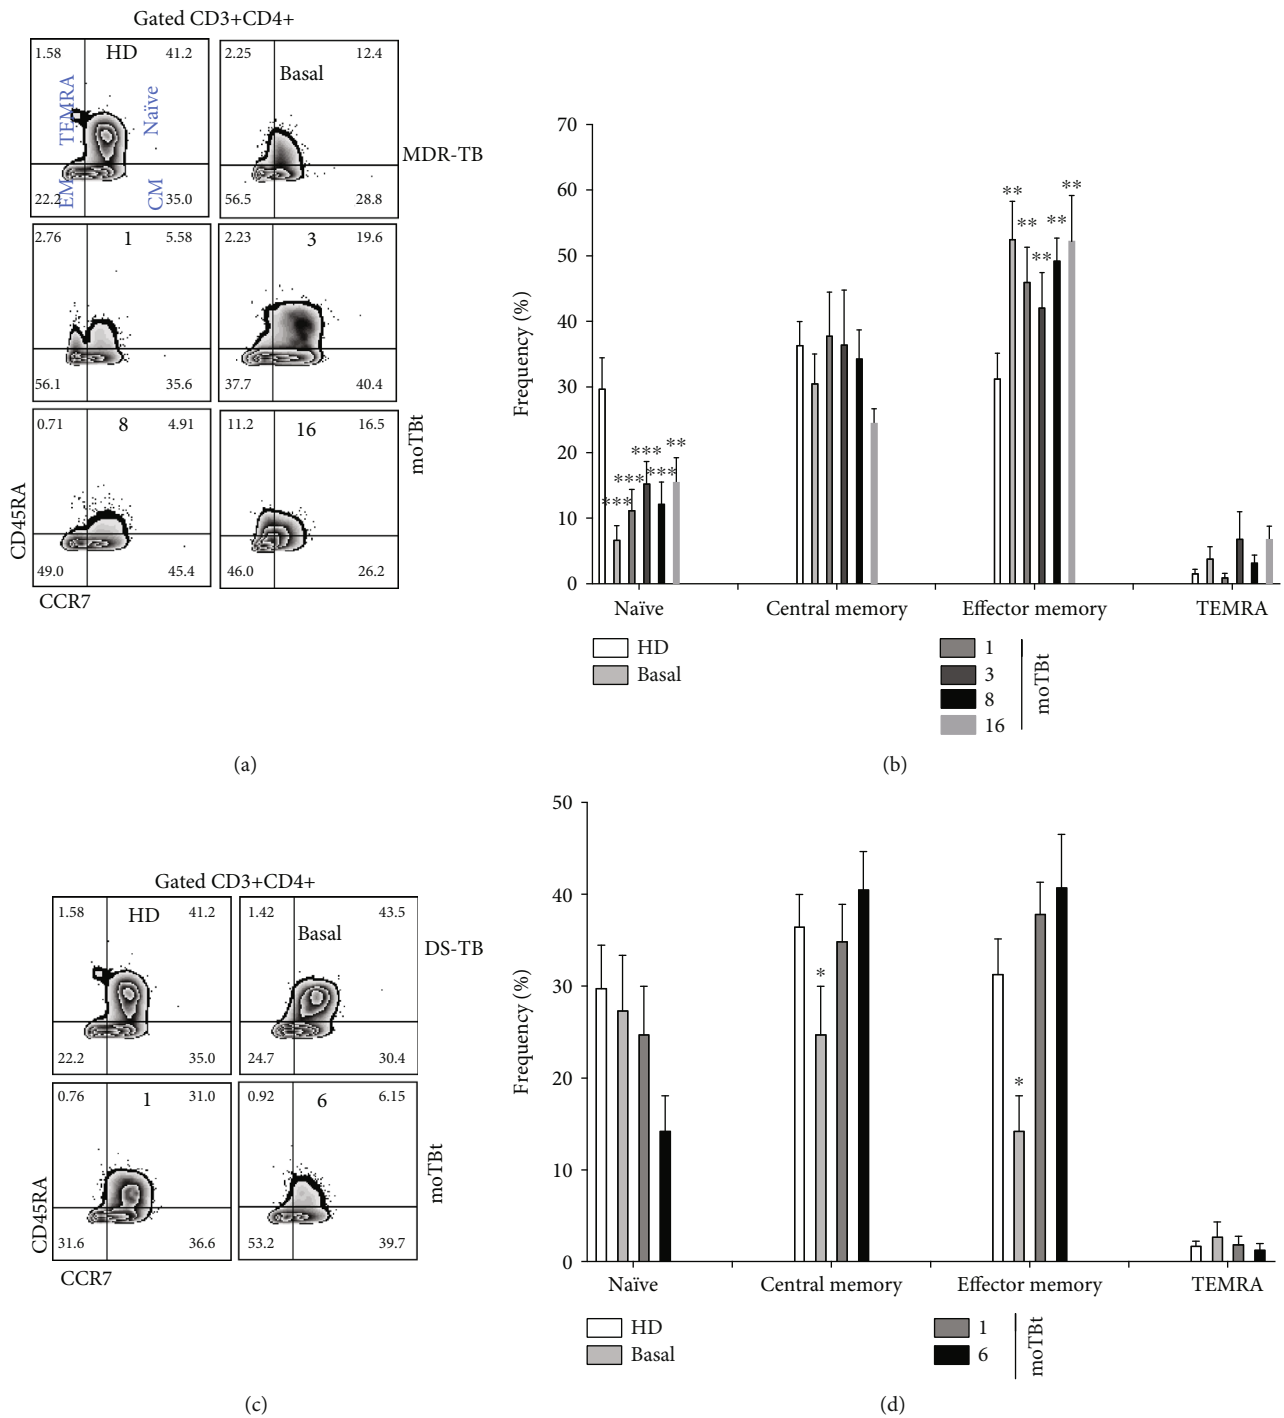 Gated CD3+CD4+
1.58 HD 41.2
TEMRA Naïve
EM CM
22.2 35.0
2.25 12.4
Basal
56.5 28.8
MDR-TB
2.76 1 5.58
56.1 35.6
2.23 3 19.6
37.7 40.4
0.71 8 4.91
49.0 45.4
11.2 16 16.5
46.0 26.2
moTBt
CD45RA
CCR7
(a)
Frequency (%)
70
60
50
40
30
20
10
0
*** *** *** *** **
** ** ** ** **
Naïve Central memory Effector memory TEMRA
HD
Basal
1
3
8
16
moTBt
(b)
Gated CD3+CD4+
1.58 HD 41.2
22.2 35.0
1.42 43.5
Basal
24.7 30.4
DS-TB
0.76 1 31.0
31.6 36.6
0.92 6 6.15
53.2 39.7
moTBt
CD45RA
CCR7
(c)
Frequency (%)
50
40
30
20
10
0
*
*
Naïve Central memory Effector memory TEMRA
HD
Basal
1
6
moTBt
(d)